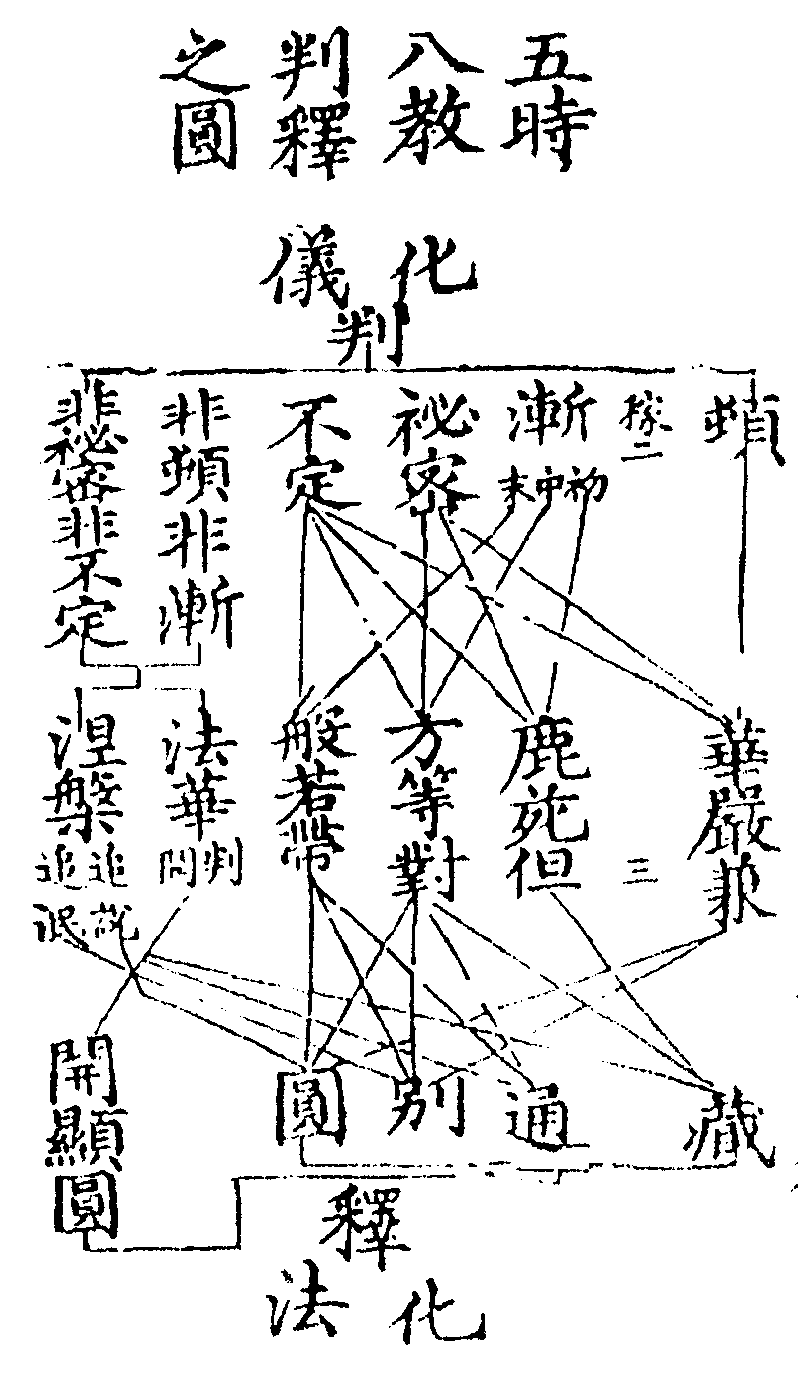 五時
八教
判釋
之圖
化儀
判
頓
漸
初
中
末
祕密
不定
非頓非漸
非祕密非不定
華嚴兼
三
鹿苑但
方等對
般若帶
法華
判
涅槃
追說
追泯
藏
通
別
圓
開顯圓
釋
化法